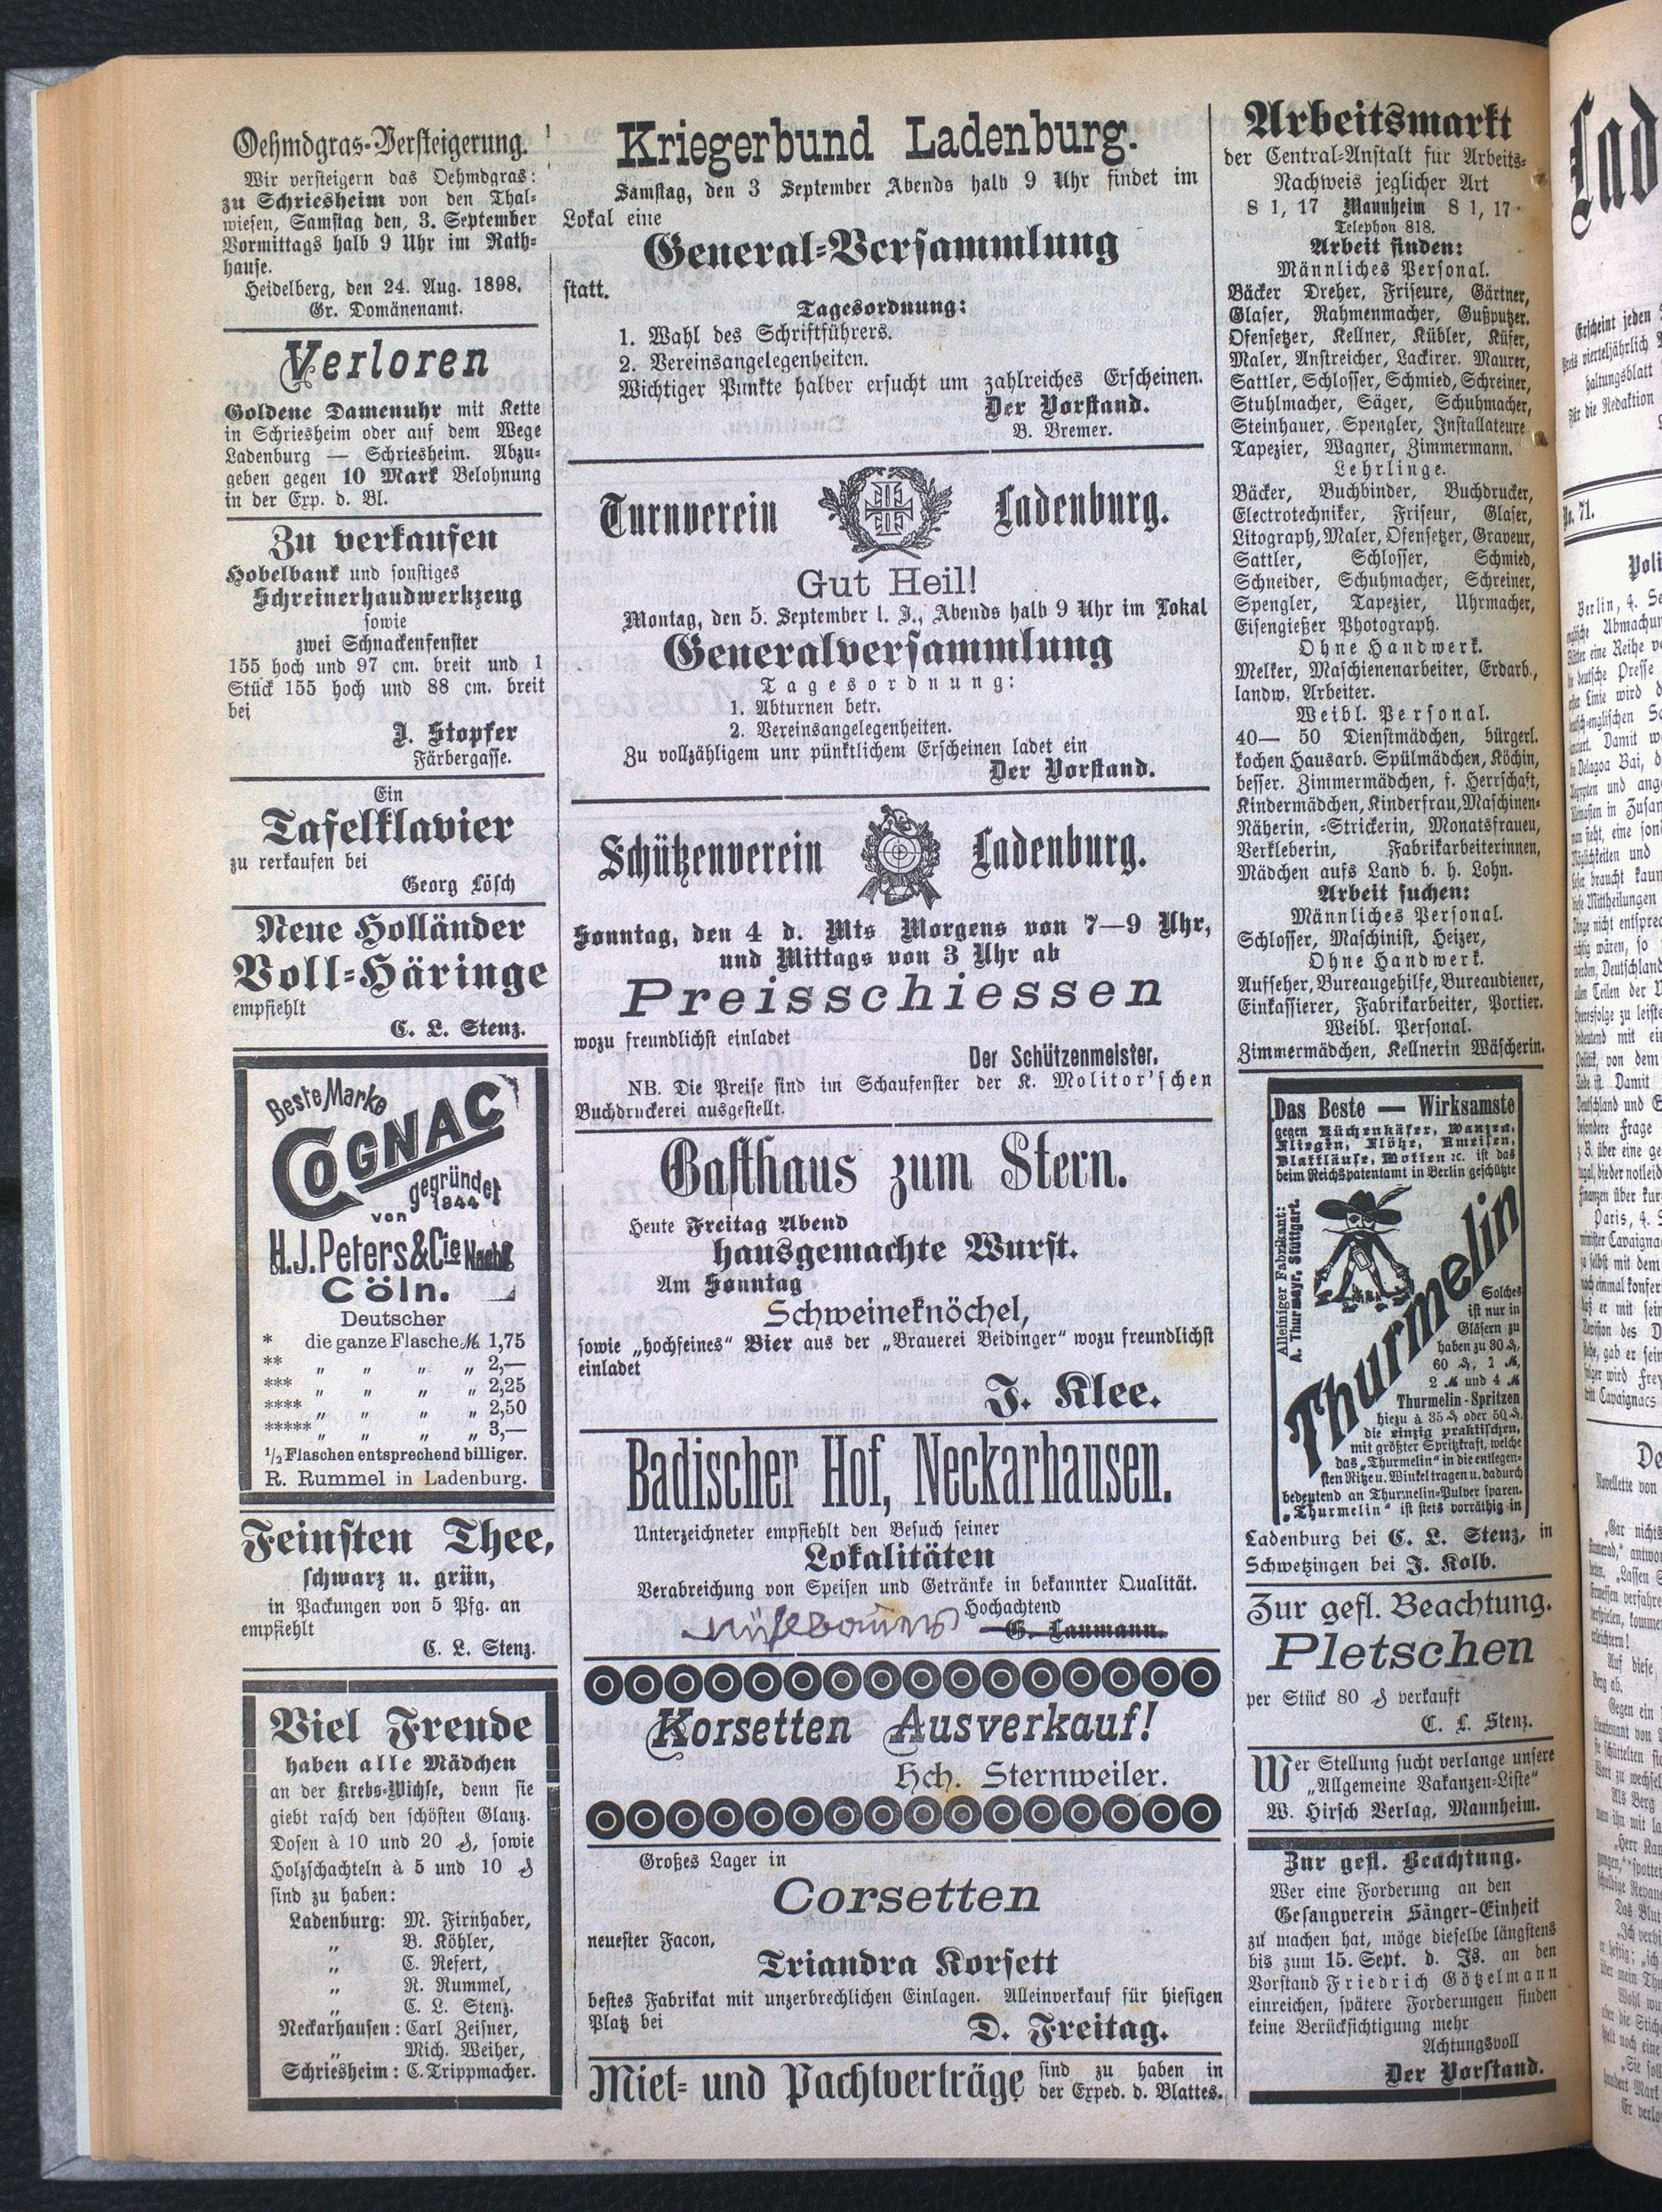 Oehmdgras-Versteigerung.
Wir versteigern das Oehmdgras:
zu Schriesheim von den Thal-
wiesen, Samstag den, 3. September
Vormittags halb 9 Uhr im Rath-
hause.
Heidelberg, den 24. Aug. 1898.
Gr. Domänenamt.
Verloren
Goldene Damenuhr mit Kette
in Schriesheim oder auf dem Wege
Ladenburg — Schriesheim. Abzu-
geben gegen 10 Mark Belohnung
in der Exp. d. Bl.
Zu verkaufen
Hobelbank und sonstiges
Schreinerhandwerkzeug
sowie
zwei Schnackenfenster
155 hoch und 97 cm. breit und 1
Stück 155 hoch und 88 cm. breit
bei
J. Stopfer
Färbergasse.
Ein
Tafelklavier
zu rerkaufen bei
Georg Lösch
Neue Holländer
Voll-Häringe
empfiehlt
C. L. Stenz.
Beste Marke
COGNAC
gegründet
von 1844
H.J. Peters & Cie Nachf.
Cöln.
Deutscher
* die ganze Flasche M 1,75
** „ „ „ „ 2,—
*** „ „ „ „ 2,25
**** „ „ „ „ 2,50
***** „ „ „ „ 3,—
1/2 Flaschen entsprechend billiger.
R. Rummel in Ladenburg.
Feinsten Thee,
schwarz u. grün,
in Packungen von 5 Pfg. an
empfiehlt
C. L. Stenz.
Viel Freude
haben alle Mädchen
an der Krebs-Wichse, denn sie
giebt rasch den schösten Glanz.
Dosen à 10 und 20 ₰, sowie
Holzschachteln à 5 und 10 ₰
sind zu haben:
Ladenburg: M. Firnhaber,
„ B. Köhler,
„ C. Refert,
„ R. Rummel,
„ C. L. Stenz.
Neckarhausen: Carl Zeisner,
„ Mich. Weiher,
Schriesheim: C. Trippmacher.
Kriegerbund Ladenburg.
Samstag, den 3 September Abends halb 9 Uhr findet im
Lokal eine
General-Versammlung
statt.
Tagesordnung:
1. Wahl des Schriftführers.
2. Vereinsangelegenheiten.
Wichtiger Punkte halber ersucht um zahlreiches Erscheinen.
Der Vorstand.
B. Bremer.
Turnverein Ladenburg.
Gut Heil!
Montag, den 5. September l. J., Abends halb 9 Uhr im Lokal
Generalversammlung
Tagesordnung:
1. Abturnen betr.
2. Vereinsangelegenheiten.
Zu vollzähligem unr pünktlichem Erscheinen ladet ein
Der Vorstand.
Schützenverein Ladenburg.
Sonntag, den 4 d. Mts Morgens von 7—9 Uhr,
und Mittags von 3 Uhr ab
Preisschiessen
wozu freundlichst einladet
Der Schützenmeister.
NB. Die Preise sind im Schaufenster der K. Molitor'schen
Buchdruckerei ausgestellt.
Gasthaus zum Stern.
Heute Freitag Abend
hausgemachte Wurst.
Am Sonntag
Schweineknöchel,
sowie „hochfeines“ Bier aus der „Brauerei Beidinger“ wozu freundlichst
einladet
J. Klee.
Badischer Hof, Neckarhausen.
Unterzeichneter empfiehlt den Besuch seiner
Lokalitäten
Verabreichung von Speisen und Getränke in bekannter Qualität.
Hochachtend
G. Laumann.
Korsetten Ausverkauf!
Hch. Sternweiler.
Großes Lager in
Corsetten
neuester Facon,
Triandra Korsett
bestes Fabrikat mit unzerbrechlichen Einlagen. Alleinverkauf für hiesigen
Platz bei
D. Freitag.
Miet- und Pachtverträge sind zu haben in
der Exped. d. Blattes.
Arbeitsmarkt
der Central-Anstalt für Arbeits-
Nachweis jeglicher Art
S 1, 17 Mannheim S 1, 17
Telephon 818.
Arbeit finden:
Männliches Personal.
Bäcker Dreher, Friseure, Gärtner,
Glaser, Rahmenmacher, Gußputzer.
Ofensetzer, Kellner, Kübler, Küfer,
Maler, Anstreicher, Lackirer. Maurer,
Sattler, Schlosser, Schmied, Schreiner,
Stuhlmacher, Säger, Schuhmacher,
Steinhauer, Spengler, Installateure
Tapezier, Wagner, Zimmermann.
Lehrlinge.
Bäcker, Buchbinder, Buchdrucker,
Electrotechniker, Friseur, Glaser,
Litograph, Maler, Ofensetzer, Graveur,
Sattler, Schlosser, Schmied,
Schneider, Schuhmacher, Schreiner,
Spengler, Tapezier, Uhrmacher,
Eisengießer Photograph.
Ohne Handwerk.
Melker, Maschienenarbeiter, Erdarb.,
landw. Arbeiter.
Weibl. Personal.
40— 50 Dienstmädchen, bürgerl.
kochen Hausarb. Spülmädchen, Köchin,
besser. Zimmermädchen, f. Herrschaft,
Kindermädchen, Kinderfrau, Maschinen-
Näherin, -Strickerin, Monatsfrauen,
Verkleberin, Fabrikarbeiterinnen,
Mädchen aufs Land b. h. Lohn.
Arbeit suchen:
Männliches Personal.
Schlosser, Maschinist, Heizer,
Ohne Handwerk.
Aufseher, Bureaugehilfe, Bureaudiener,
Einkassierer, Fabrikarbeiter, Portier.
Weibl. Personal.
Zimmermädchen, Kellnerin Wäscherin.
Das Beste — Wirksamste
gegen Küchenkäfer, Wanzen,
Fliegen, Flöhe, Ameisen,
Blattläuse, Motten ꝛc. ist das
beim Reichspatentamt in Berlin geschützte
Thurmelin
Alleiniger Fabrikant:
A. Thurmayr, Stuttgart.
Solches
ist nur in
Gläsern zu
haben zu 30 ₰,
60 ₰, 1 M,
2 M und 4 M
Thurmelin-Spritzen
hiezu à 35 ₰ oder 50 ₰.
die einzig praktischen,
mit größter Spritzkraft, welche
das „Thurmelin“ in die entlegen-
sten Ritze u. Winkel tragen u. dadurch
bedeutend an Thurmelin-Pulver sparen.
„Thurmelin“ ist stets vorräthig in
Ladenburg bei C. L. Stenz, in
Schwetzingen bei J. Kolb.
Zur gefl. Beachtung.
Pletschen
per Stück 80 ₰ verkauft
C. L. Stenz.
Wer Stellung sucht verlange unsere
„Allgemeine Vakanzen-Liste“
W. Hirsch Verlag, Mannheim.
Zur gefl. Beachtung.
Wer eine Forderung an den
Gesangverein Sänger-Einheit
zu machen hat, möge dieselbe längstens
bis zum 15. Sept. d. Js. an den
Vorstand Friedrich Götzelmann
einreichen, spätere Forderungen finden
keine Berücksichtigung mehr
Achtungsvoll
Der Vorstand.